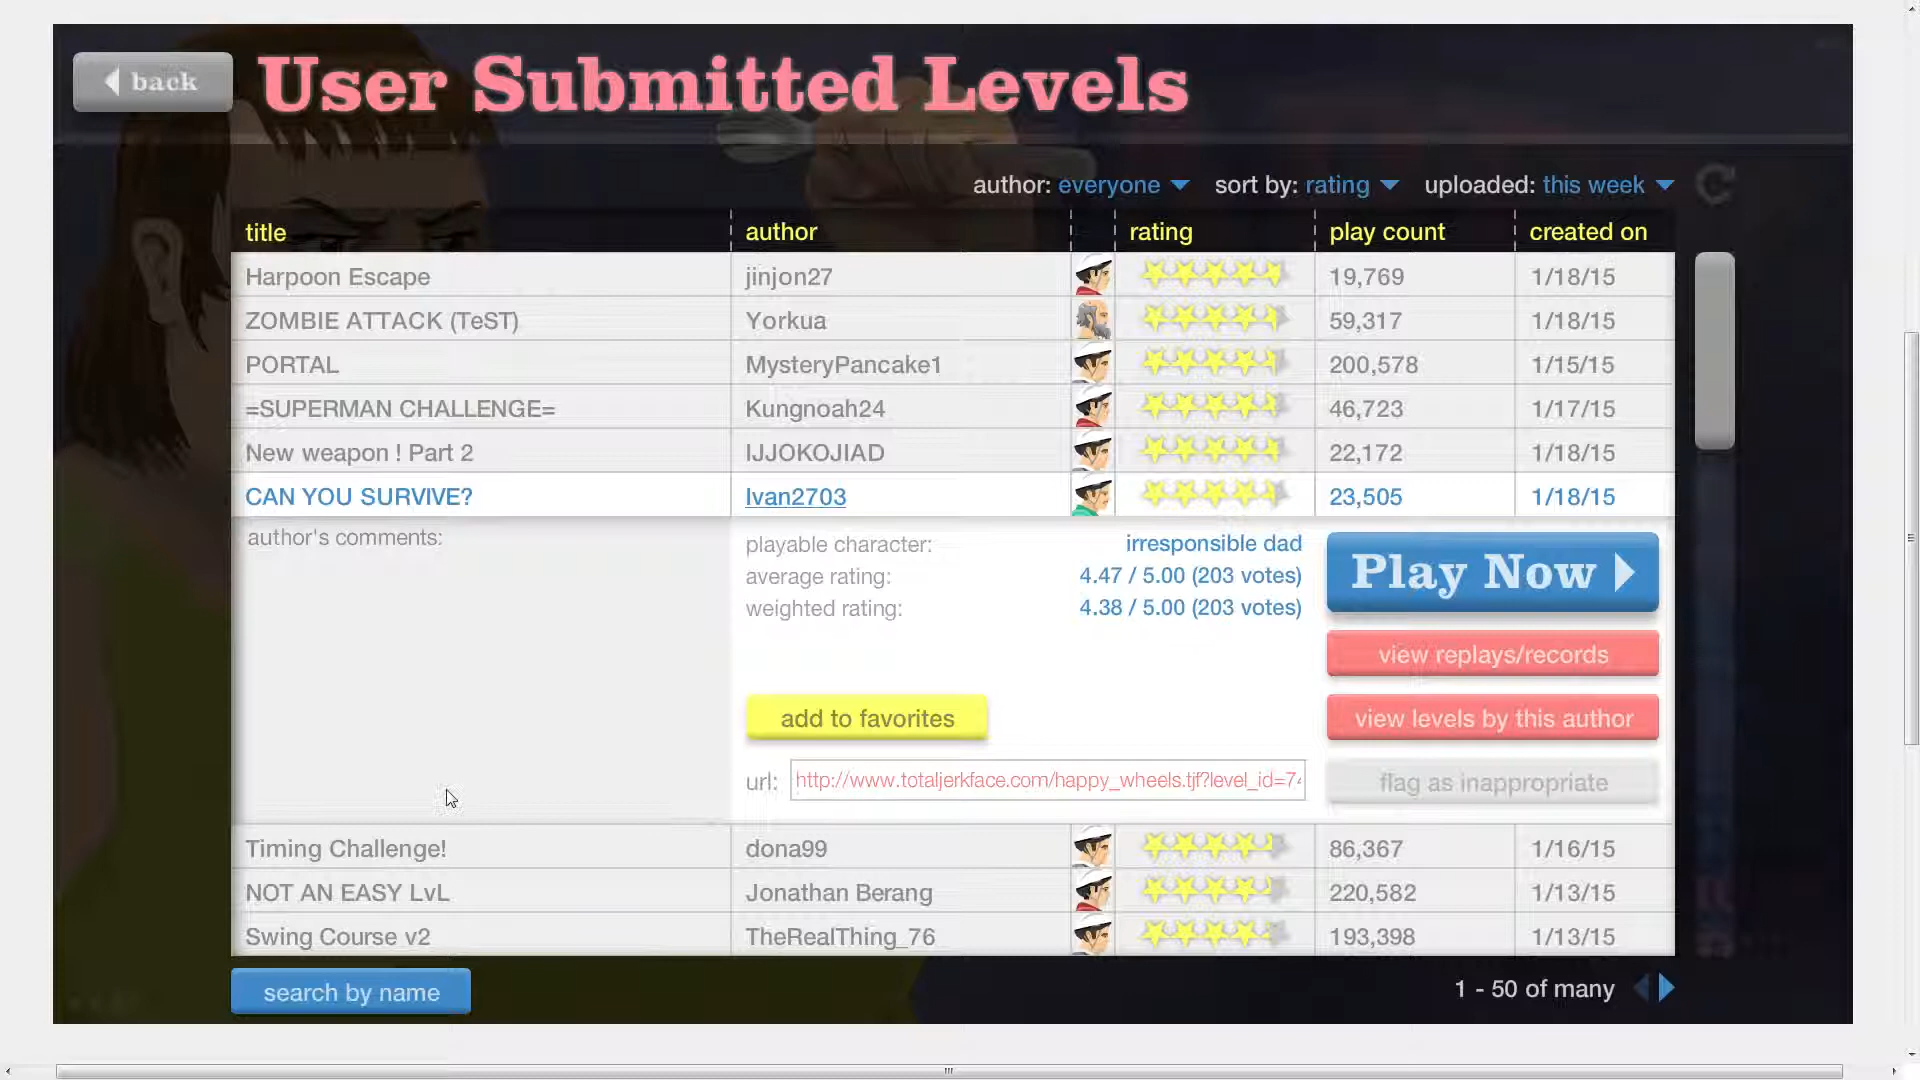 back
User Submitted Levels
author: everyone sort by: rating uploaded: this week
title author rating play count created on
Harpoon Escape jinjon27 19,769 1/18/15
ZOMBIE ATTACK (TeST) Yorkua 59,317 1/18/15
PORTAL MysteryPancake1 200,578 1/15/15
=SUPERMAN CHALLENGE= Kungnoah24 46,723 1/17/15
New weapon ! Part 2 IJJOKOJIAD 22,172 1/18/15
CAN YOU SURVIVE? Ivan2703 23,505 1/18/15
author's comments:
playable character: irresponsible dad
average rating: 4.47 / 5.00 (203 votes)
weighted rating: 4.38 / 5.00 (203 votes)
Play Now
view replays/records
add to favorites
view levels by this author
url: http://www.totaljerkface.com/happy_wheels.tjf?level_id=74
flag as inappropriate
Timing Challenge! dona99 86,367 1/16/15
NOT AN EASY LvL Jonathan Berang 220,582 1/13/15
Swing Course v2 TheRealThing_76 193,398 1/13/15
search by name
1 - 50 of many